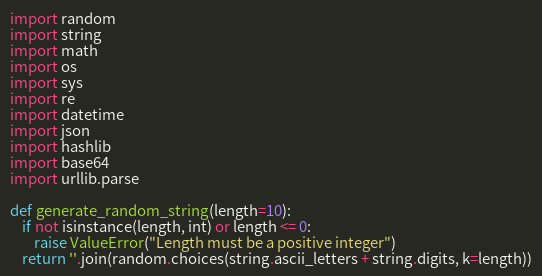 import random
import string
import math
import os
import sys
import re
import datetime
import json
import hashlib
import base64
import urllib.parse

def generate_random_string(length=10):
    if not isinstance(length, int) or length <= 0:
        raise ValueError("Length must be a positive integer")
    return ''.join(random.choices(string.ascii_letters + string.digits, k=length))